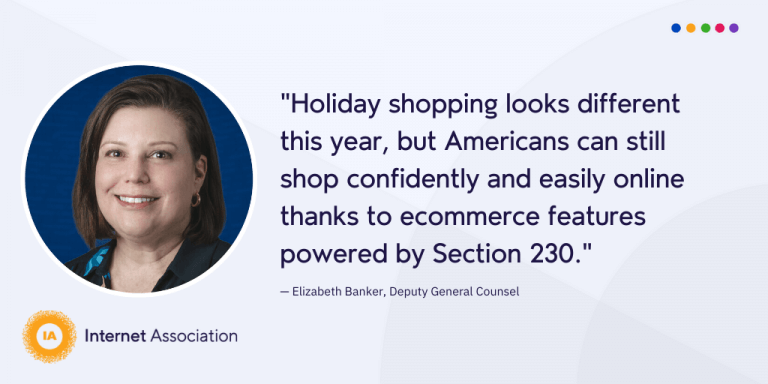 "Holiday shopping looks different
this year, but Americans can still
shop confidently and easily online
thanks to ecommerce features
powered by Section 230."
— Elizabeth Banker, Deputy General Counsel
IA
Internet Association